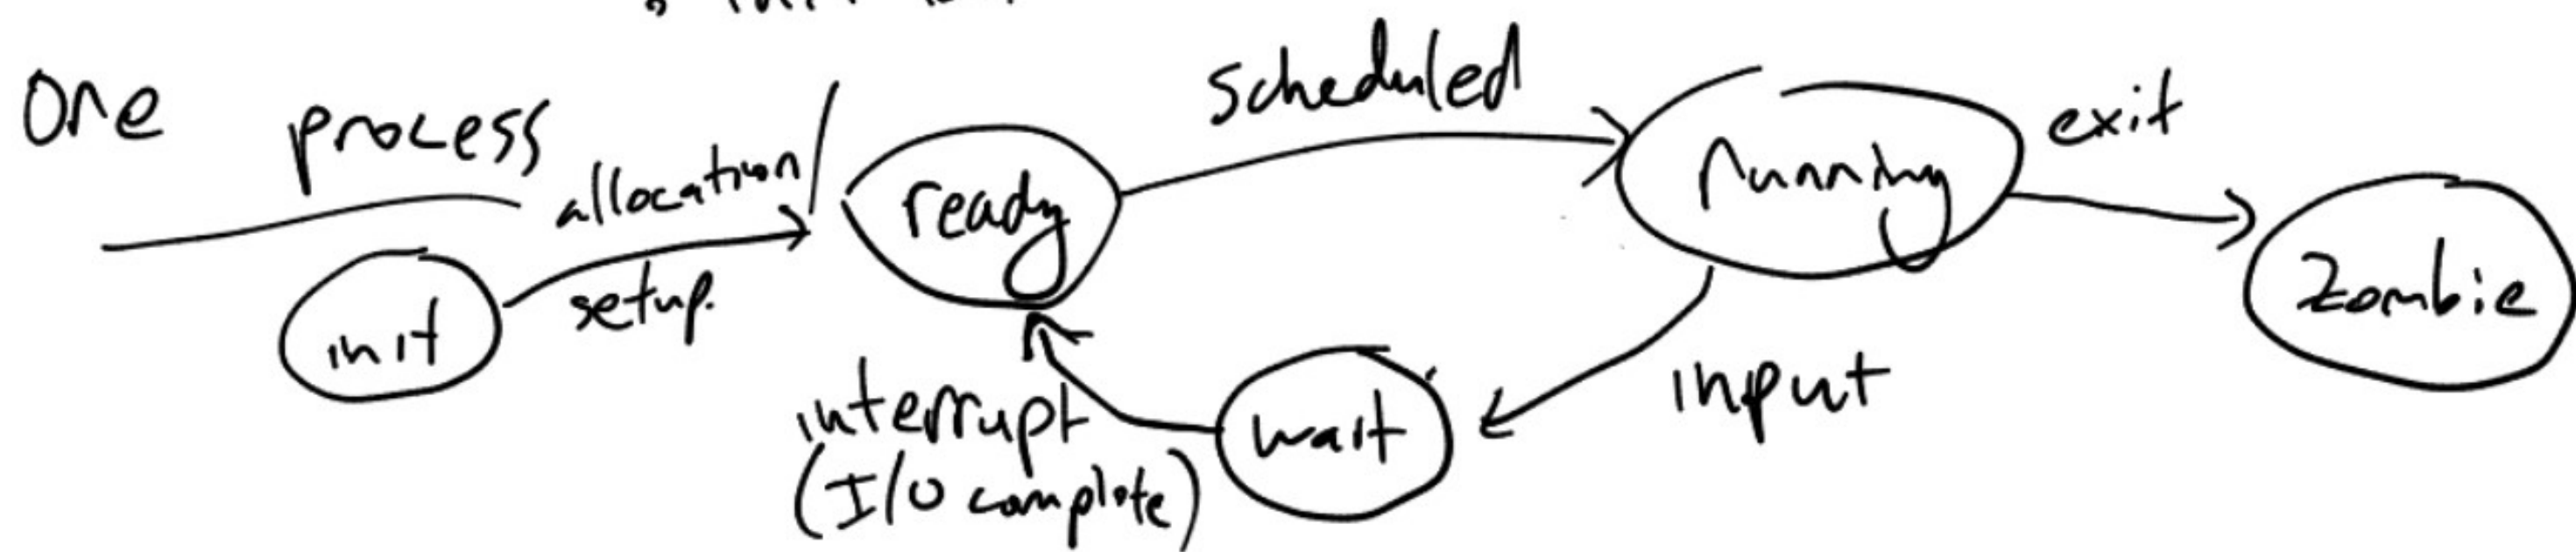 One process
scheduled
exit
allocation/
setup.
init
ready
running
zombie
input
wait
interrupt
(I/O complete)